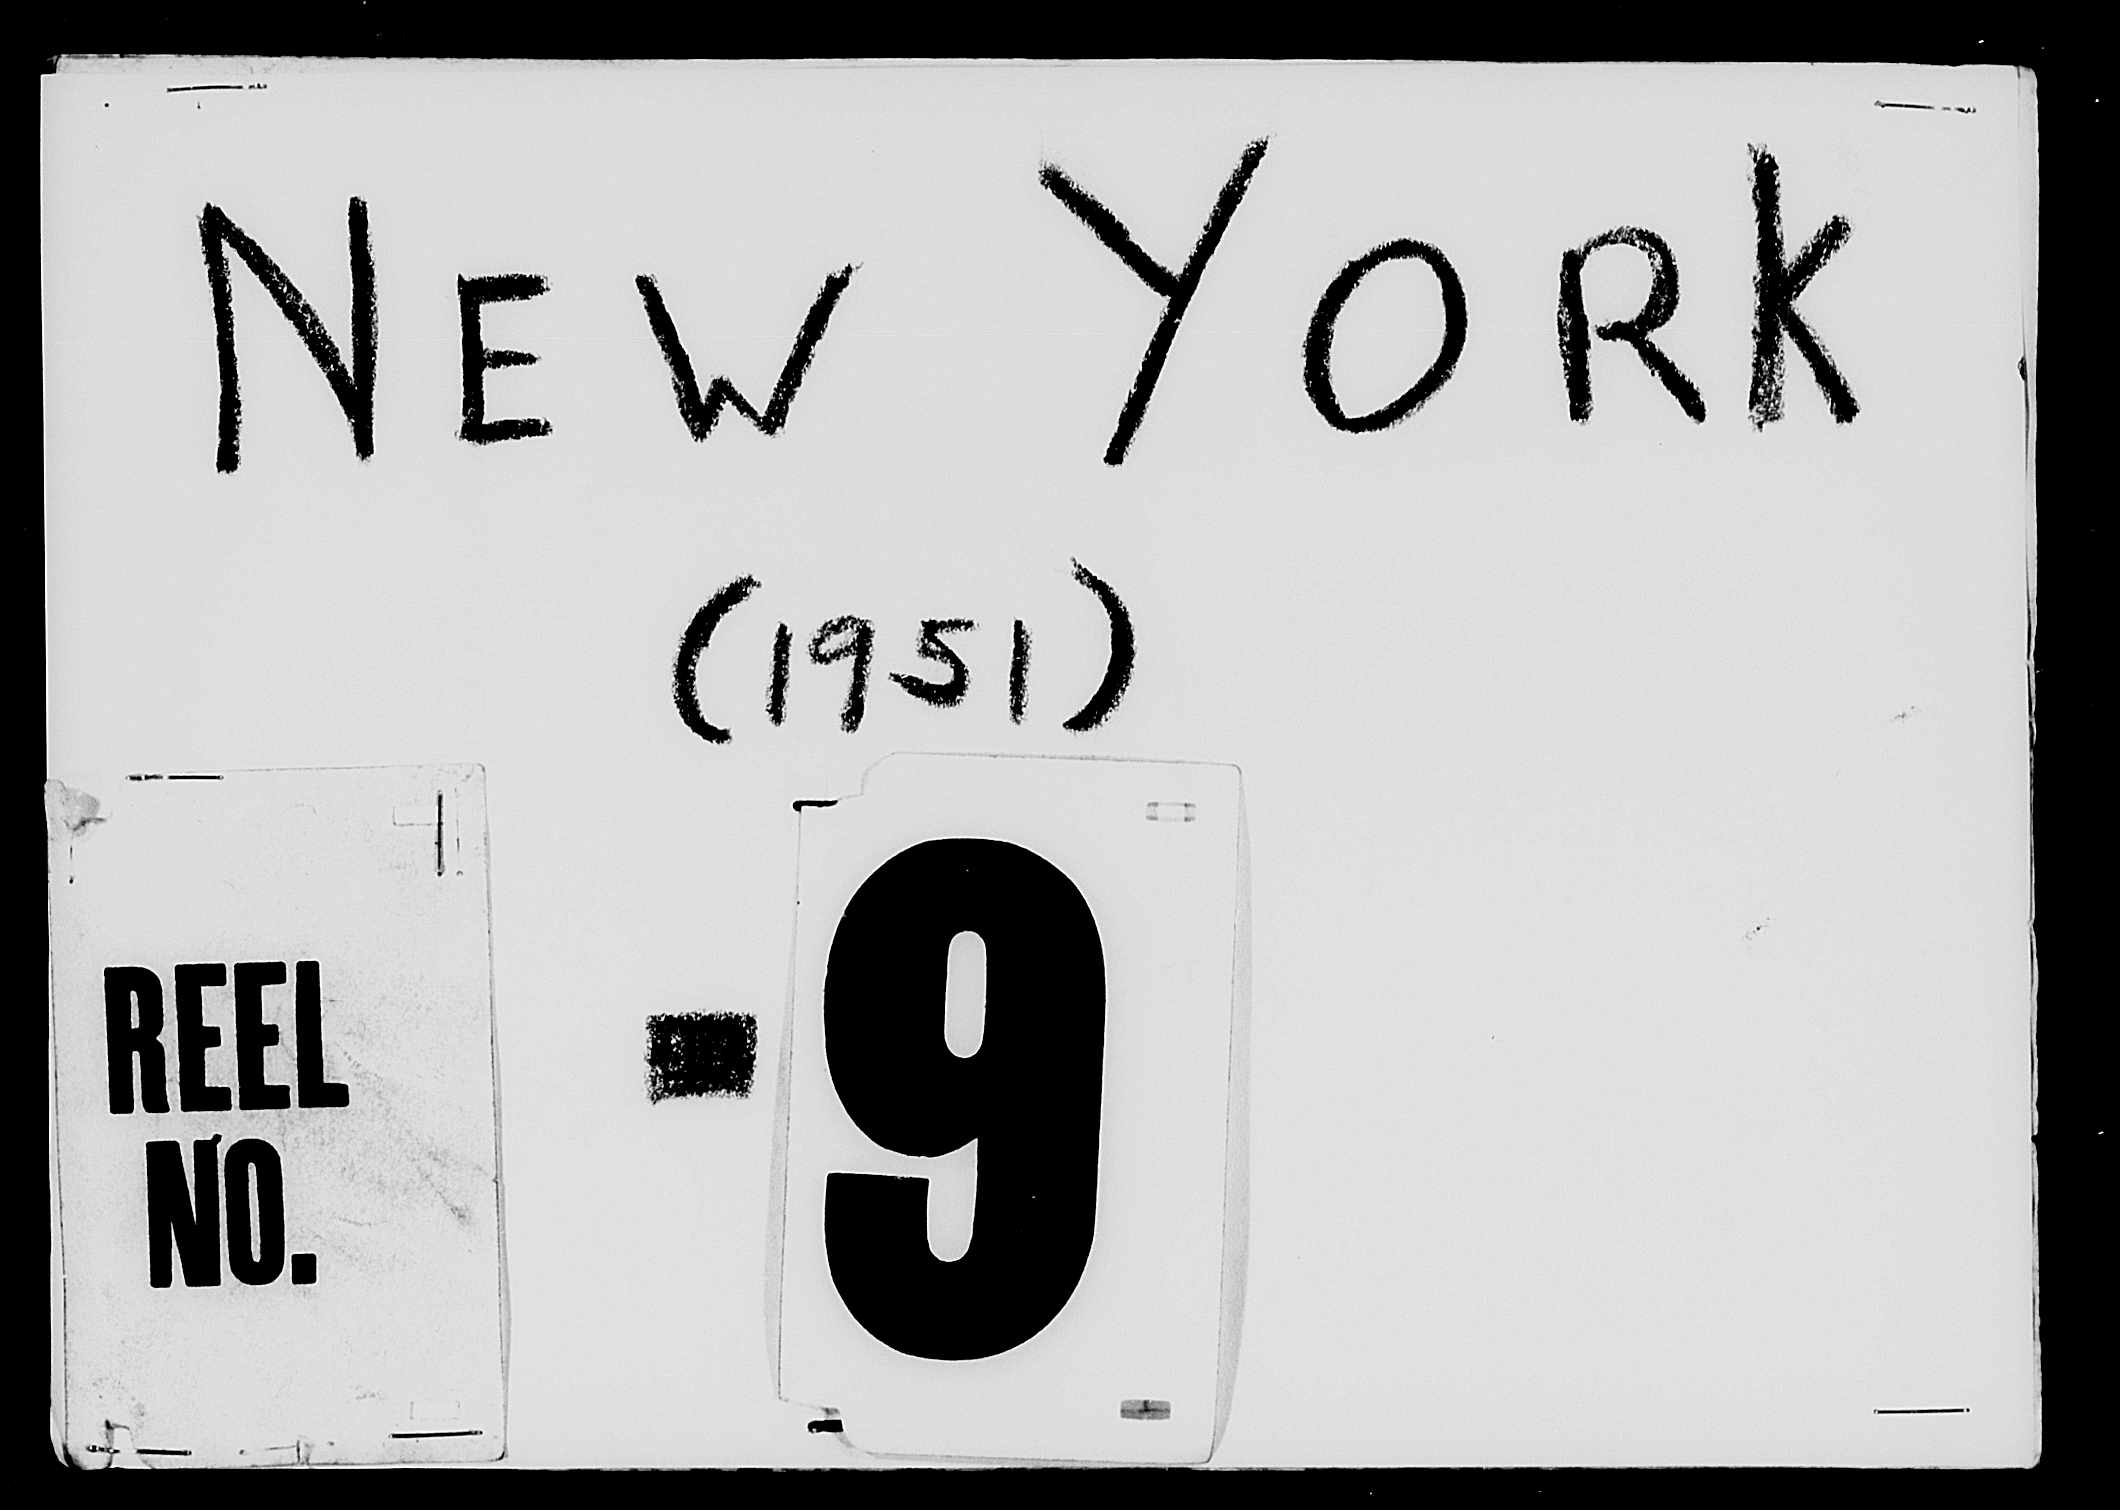 NEW YORK
(1951)
REEL
NO.
- 9